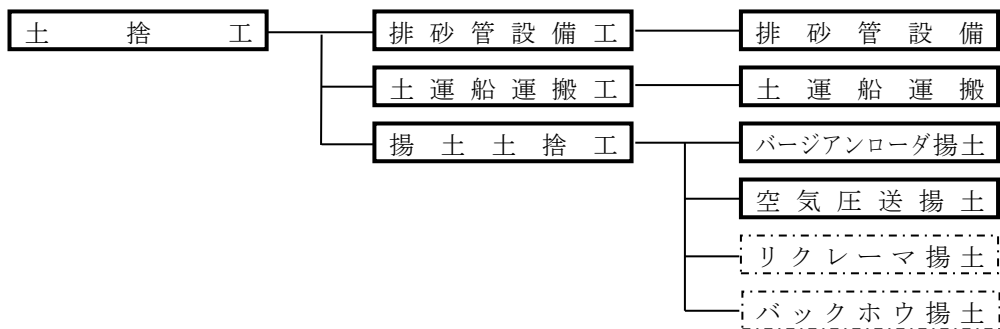 土捨工
排砂管設備工
排砂管設備
土運船運搬工
土運船運搬
揚土土捨工
バージアンローダ揚土
空気圧送揚土
リクレーマ揚土
バックホウ揚土